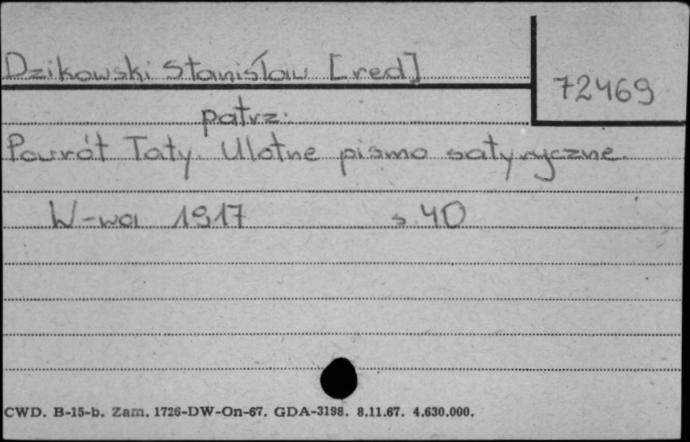 Dzikowski Stanisław [red]
72469
patrz:
Powrót Taty. Ulotne pismo satyryczne.
W-wa 1917 s. 40
CWD. B-15-b. Zam. 1726-DW-On-67. GDA-3198. 8.11.67. 4.630.000.